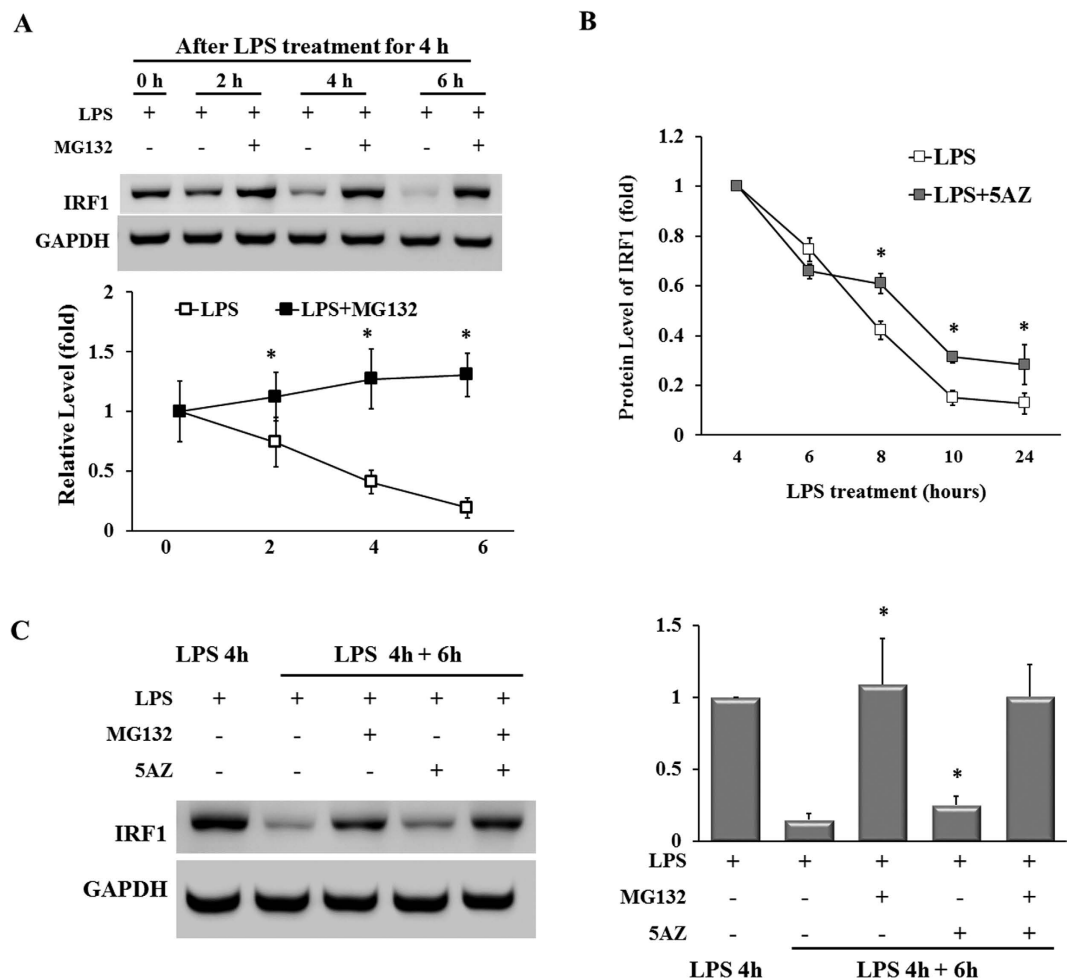 A
After LPS treatment for 4 h
0 h 2 h 4 h 6 h
LPS + + + + + + +
MG132 - - + - + - +
IRF1
GAPDH
LPS LPS+MG132
Relative Level (fold)
2
1.5
1
0.5
0
* * *
0 2 4 6
B
Protein Level of IRF1 (fold)
1.2
1
0.8
0.6
0.4
0.2
0
LPS
LPS+5AZ
* * *
4 6 8 10 24
LPS treatment (hours)
C
LPS 4h LPS 4h + 6h
LPS + + + + +
MG132 - - + - +
5AZ - - - + +
IRF1
GAPDH
1.5
1
0.5
0
* *
LPS + + + + +
MG132 - - + - +
5AZ - - - + +
LPS 4h LPS 4h + 6h